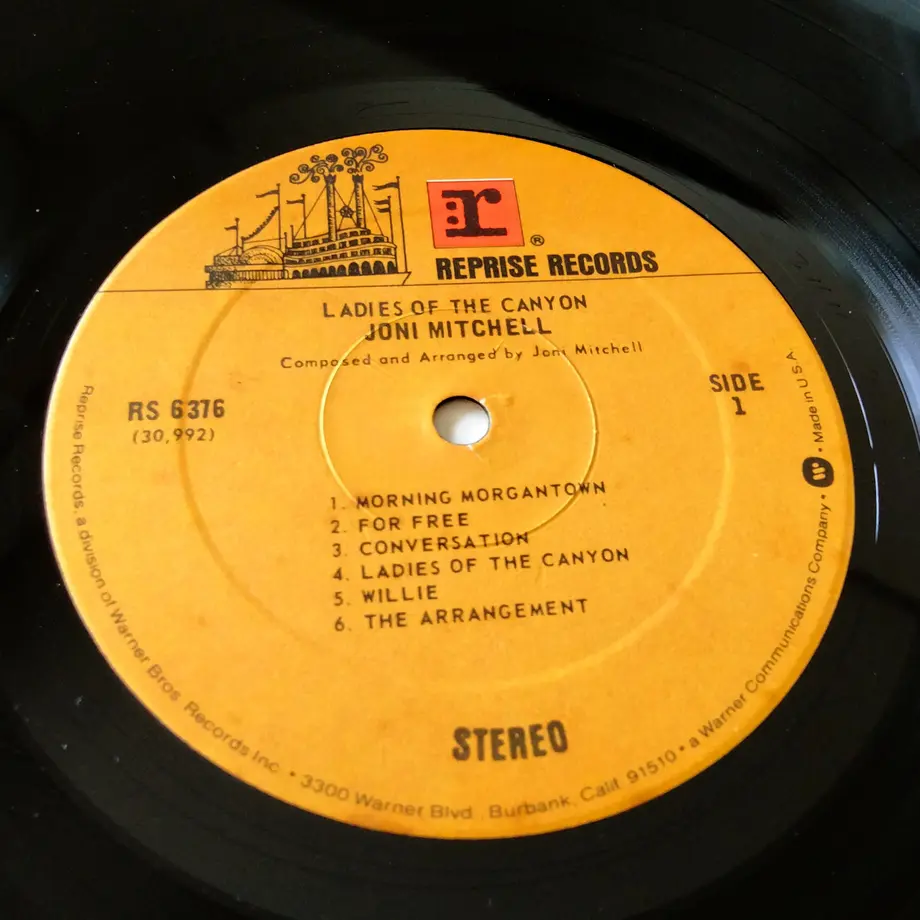 r ®
REPRISE RECORDS
LADIES OF THE CANYON
JONI MITCHELL
Composed and Arranged by Joni Mitchell
RS 6376
(30,992)
SIDE
1
1. MORNING MORGANTOWN
2. FOR FREE
3. CONVERSATION
4. LADIES OF THE CANYON
5. WILLIE
6. THE ARRANGEMENT
STEREO
Reprise Records, a division of Warner Bros. Records Inc • 3300 Warner Blvd., Burbank, Calif. 91510 • a Warner Communications Company • W • Made in U.S.A.